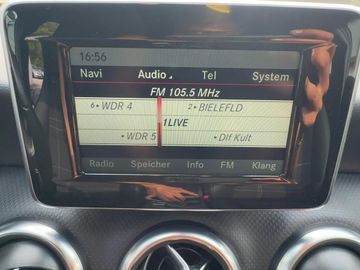 16:56
Navi Audio Tel System
FM 105.5 MHz
6 WDR 4 2 BIELEFLD
1LIVE
WDR 5 Dlf Kult
Radio Speicher Info FM Klang